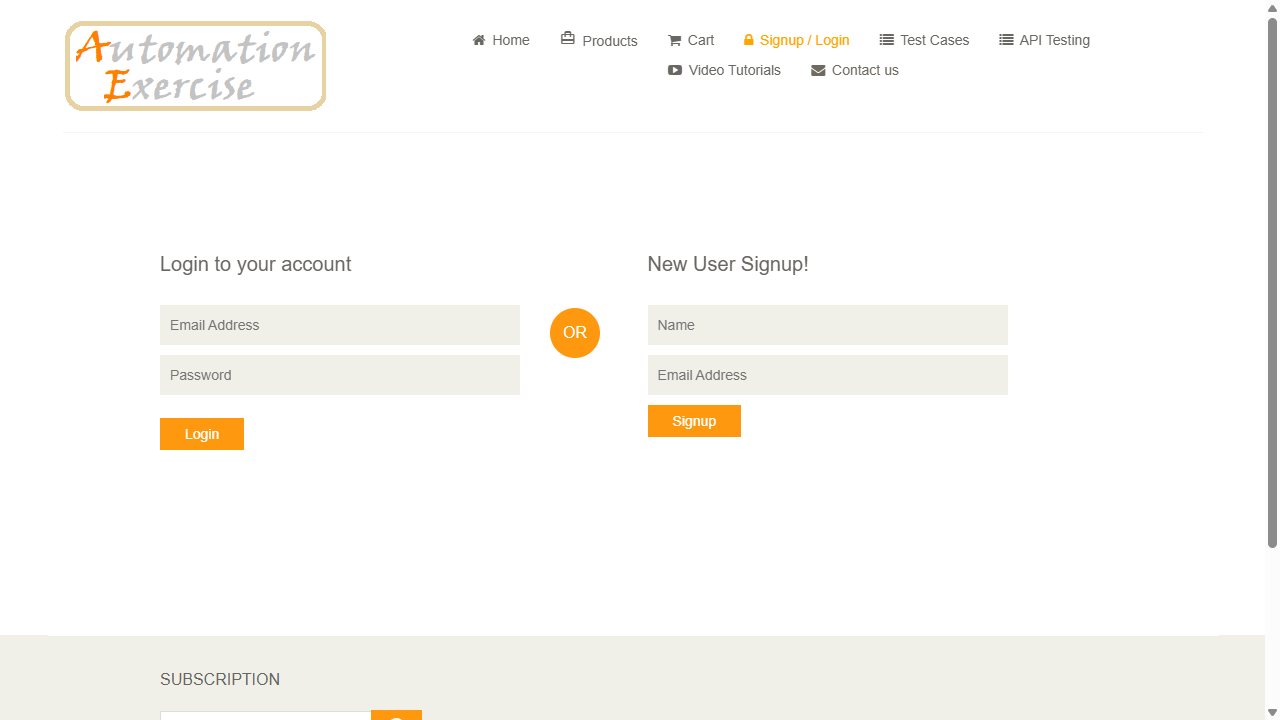 Automation
Exercise
Home
Products
Cart
Signup / Login
Test Cases
API Testing
Video Tutorials
Contact us
Login to your account
Email Address
Password
Login
OR
New User Signup!
Name
Email Address
Signup
SUBSCRIPTION